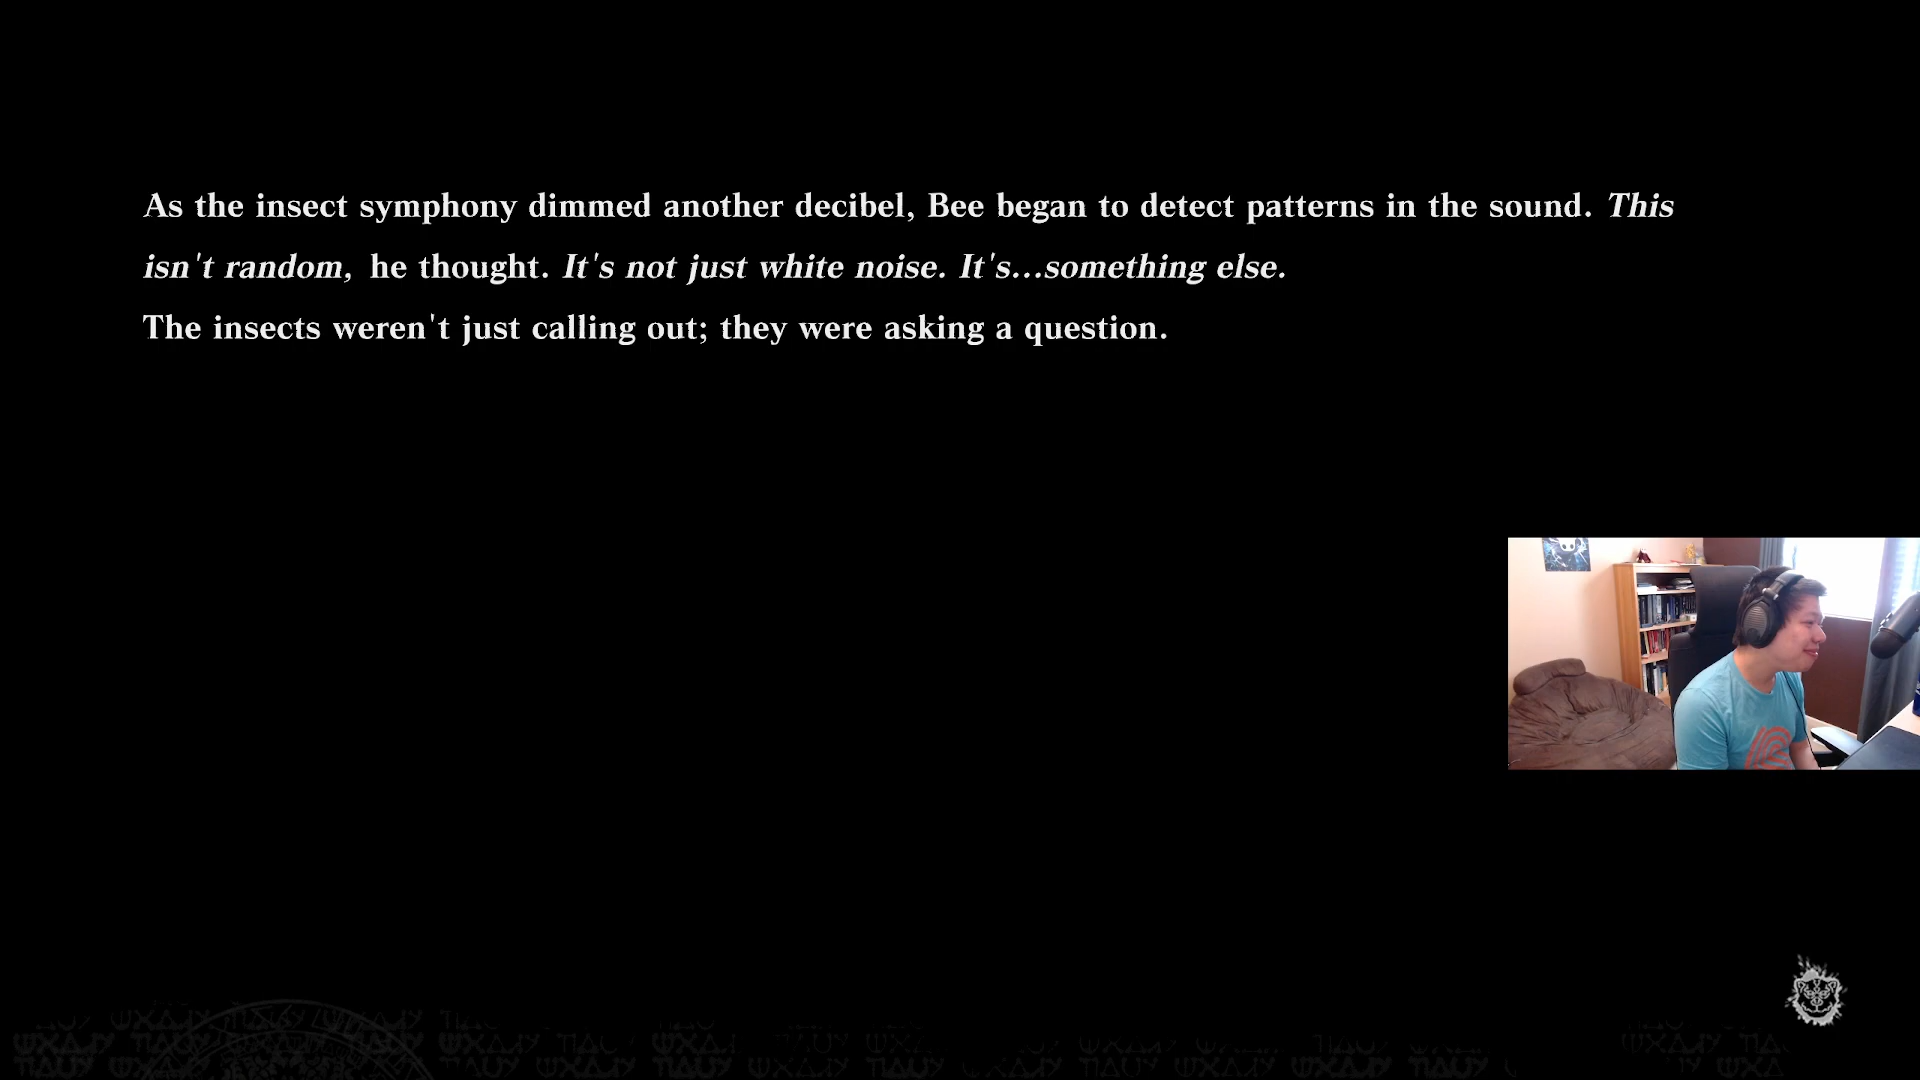 As the insect symphony dimmed another decibel, Bee began to detect patterns in the sound. This
isn't random, he thought. It's not just white noise. It's...something else.
The insects weren't just calling out; they were asking a question.